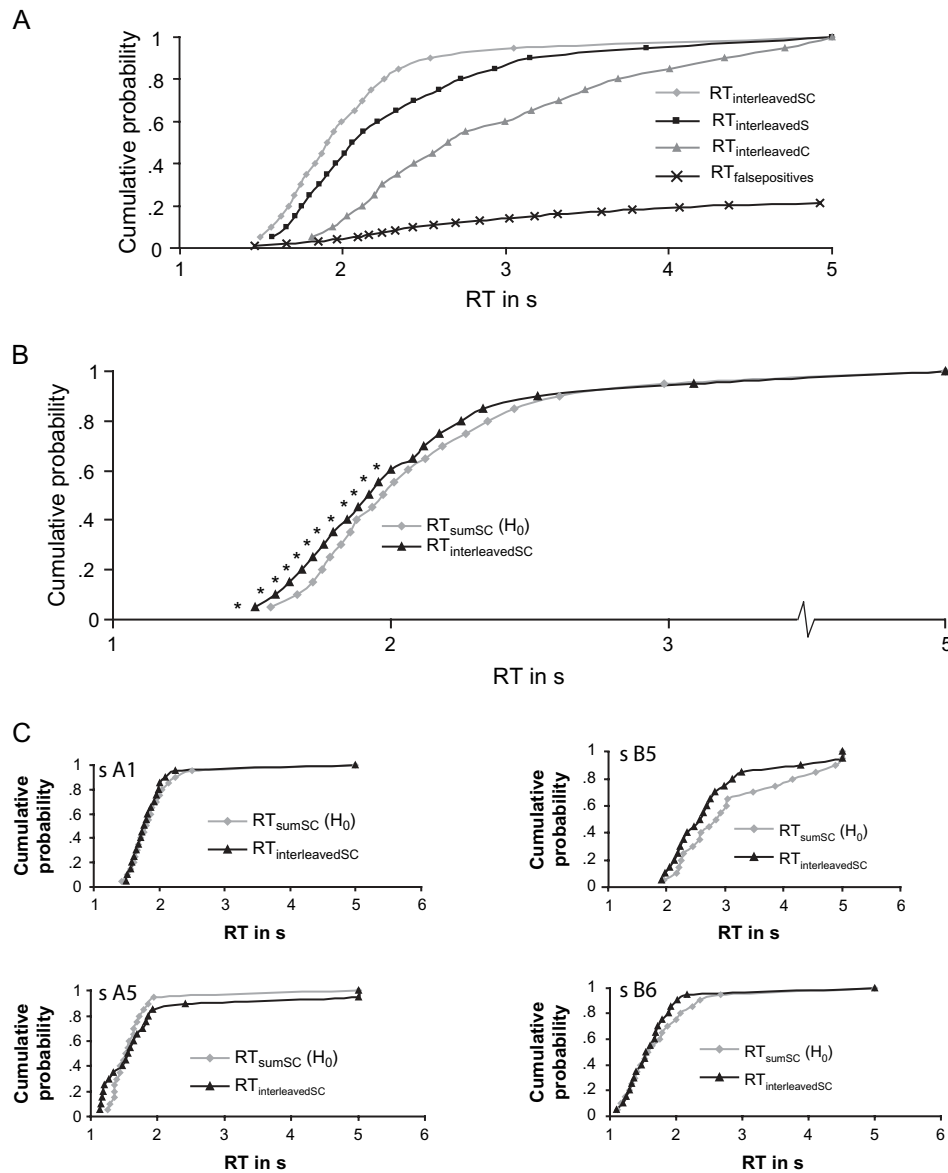 A
Cumulative probability
1
.8
.6
.4
.2
0
RTinterleavedSC
RTinterleavedS
RTinterleavedC
RTfalsepositives
1 2 3 4 5
RT in s
B
Cumulative probability
1
.8
.6
.4
.2
0
* * * * * * * * * * *
RTsumSC (H0)
RTinterleavedSC
1 2 3 5
RT in s
C
s A1
Cumulative
probability
1
.8
.6
.4
.2
0
RTsumSC (H0)
RTinterleavedSC
1 2 3 4 5 6
RT in s
s B5
Cumulative
probability
1
.8
.6
.4
.2
0
RTsumSC (H0)
RTinterleavedSC
1 2 3 4 5 6
RT in s
s A5
Cumulative
probability
1
.8
.6
.4
.2
0
RTsumSC (H0)
RTinterleavedSC
1 2 3 4 5 6
RT in s
s B6
Cumulative
probability
1
.8
.6
.4
.2
0
RTsumSC (H0)
RTinterleavedSC
1 2 3 4 5 6
RT in s